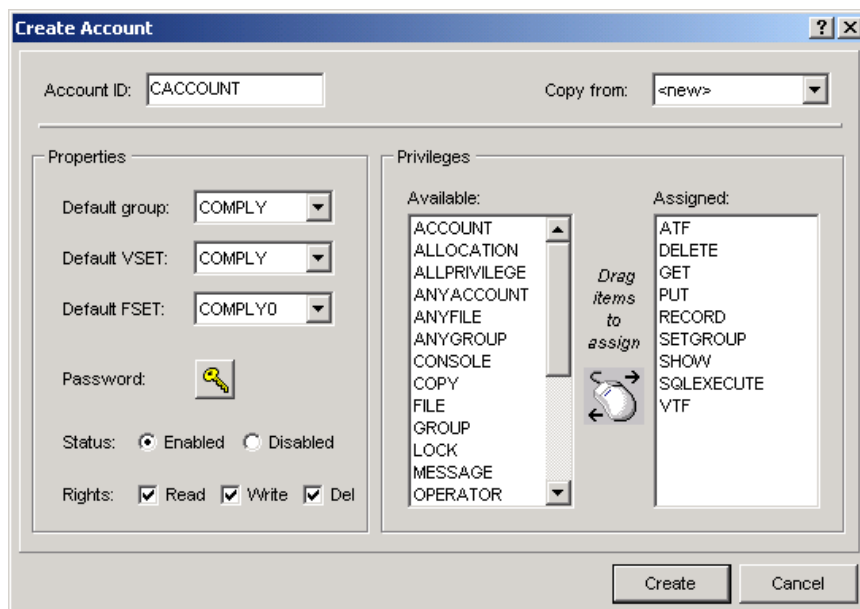 Create Account
Account ID: CACCOUNT Copy from: <new>
Properties
Default group: COMPLY
Default VSET: COMPLY
Default FSET: COMPLY0
Password:
Status: Enabled Disabled
Rights: Read Write Del
Privileges
Available:
ACCOUNT
ALLOCATION
ALLPRIVILEGE
ANYACCOUNT
ANYFILE
ANYGROUP
CONSOLE
COPY
FILE
GROUP
LOCK
MESSAGE
OPERATOR
Drag
items
to
assign
Assigned:
ATF
DELETE
GET
PUT
RECORD
SETGROUP
SHOW
SQLEXECUTE
VTF
Create Cancel